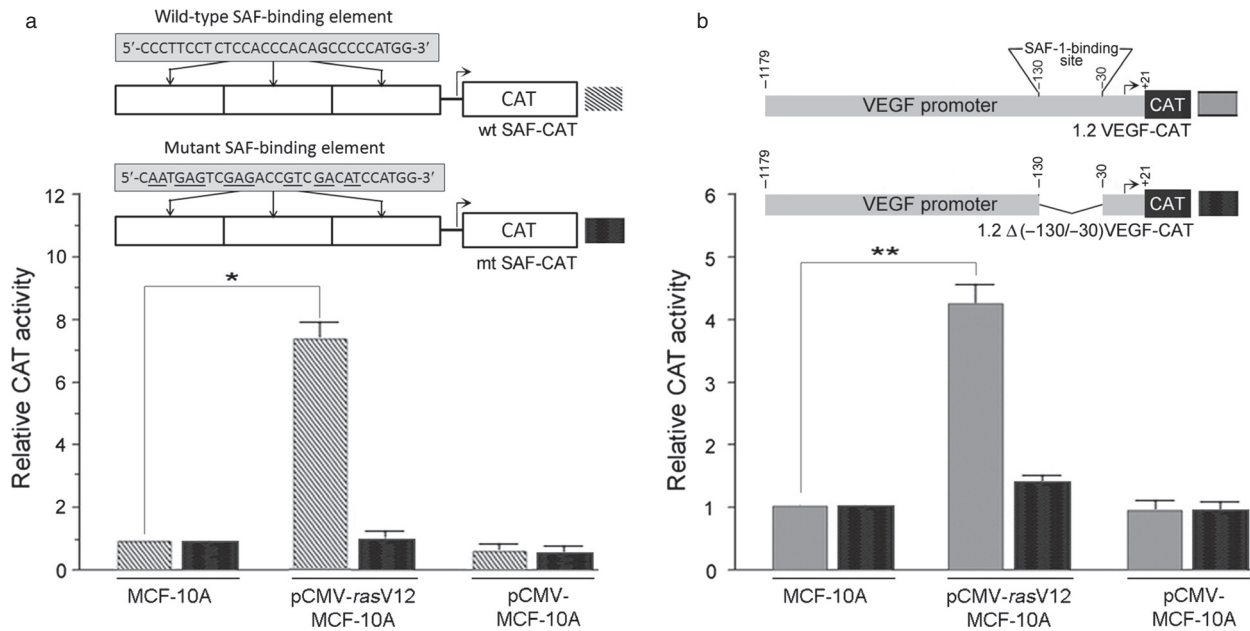 a
Wild-type SAF-binding element
5′-CCCTTCCT CTCCACCCACAGCCCCCATGG-3′
CAT
wt SAF-CAT
Mutant SAF-binding element
5′-CAATGAGTCGAGACCGTCGACATCCATGG-3′
CAT
mt SAF-CAT
Relative CAT activity
12
10
8
6
4
2
0
*
MCF-10A
pCMV-rasV12
MCF-10A
pCMV-
MCF-10A
b
SAF-1-binding
site
−1179
−130
−30
+21
VEGF promoter
CAT
1.2 VEGF-CAT
−1179
−130
−30
+21
VEGF promoter
CAT
1.2 Δ (−130/−30)VEGF-CAT
Relative CAT activity
6
5
4
3
2
1
0
**
MCF-10A
pCMV-rasV12
MCF-10A
pCMV-
MCF-10A